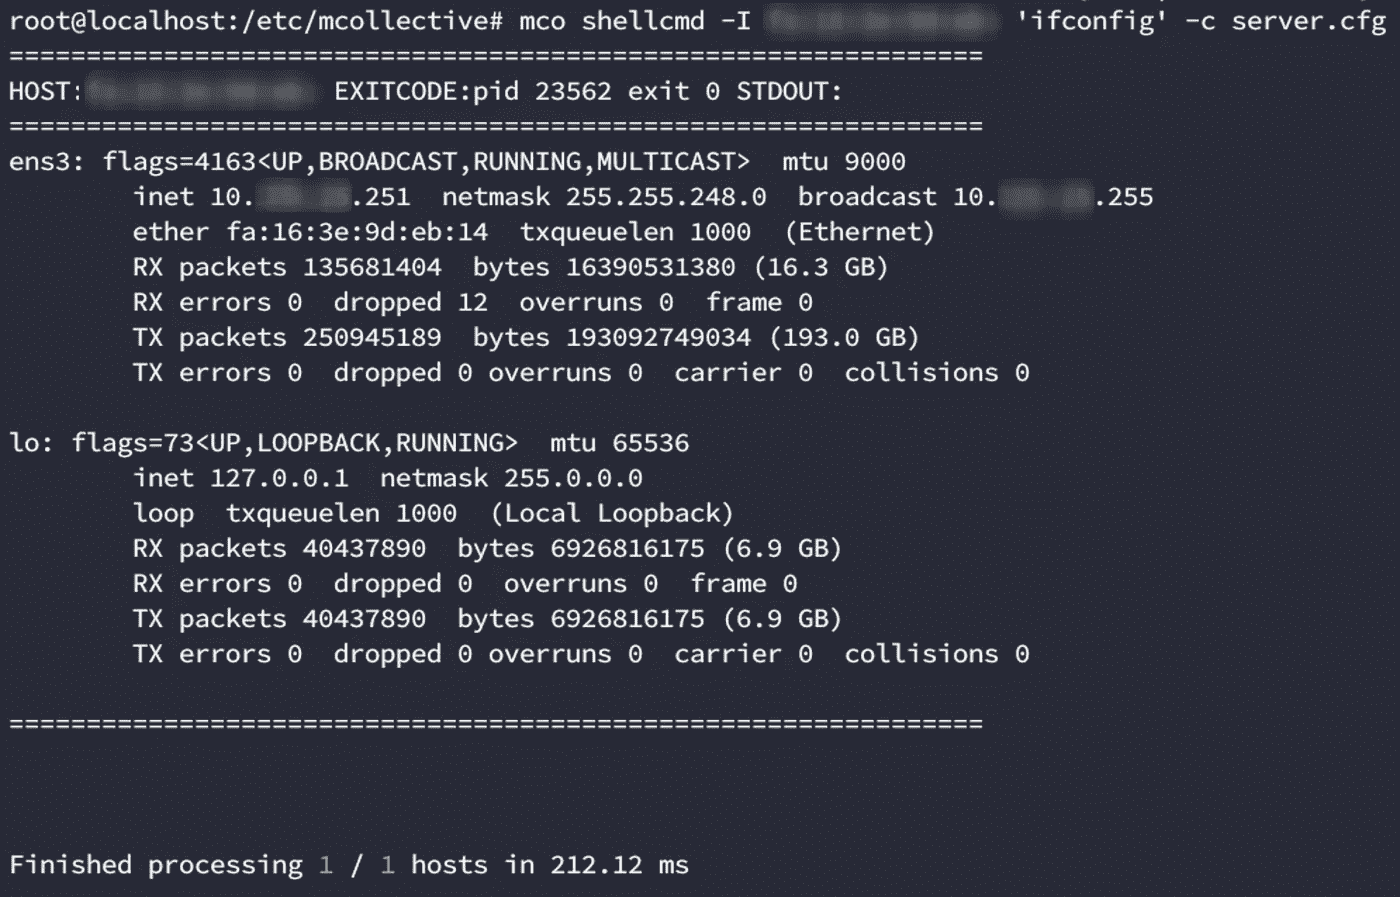 root@localhost:/etc/mcollective# mco shellcmd -I 'ifconfig' -c server.cfg
===============================================================
HOST: EXITCODE:pid 23562 exit 0 STDOUT:
===============================================================
ens3: flags=4163<UP,BROADCAST,RUNNING,MULTICAST>  mtu 9000
        inet 10. .251  netmask 255.255.248.0  broadcast 10. .255
        ether fa:16:3e:9d:eb:14  txqueuelen 1000  (Ethernet)
        RX packets 135681404  bytes 16390531380 (16.3 GB)
        RX errors 0  dropped 12  overruns 0  frame 0
        TX packets 250945189  bytes 193092749034 (193.0 GB)
        TX errors 0  dropped 0 overruns 0  carrier 0  collisions 0
lo: flags=73<UP,LOOPBACK,RUNNING>  mtu 65536
        inet 127.0.0.1  netmask 255.0.0.0
        loop  txqueuelen 1000  (Local Loopback)
        RX packets 40437890  bytes 6926816175 (6.9 GB)
        RX errors 0  dropped 0  overruns 0  frame 0
        TX packets 40437890  bytes 6926816175 (6.9 GB)
        TX errors 0  dropped 0 overruns 0  carrier 0  collisions 0
===============================================================
Finished processing 1 / 1 hosts in 212.12 ms